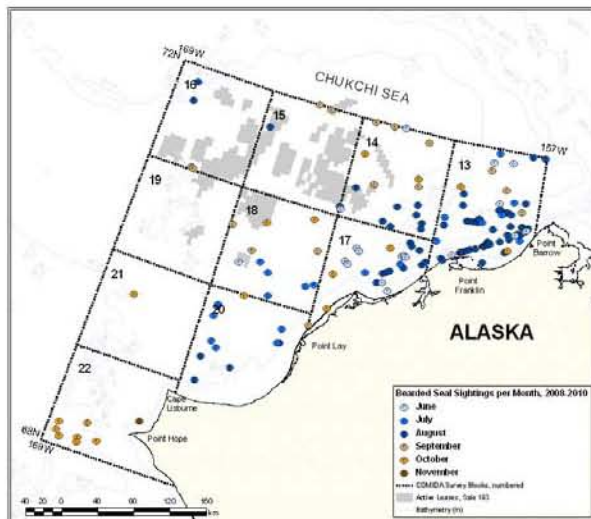 72N
169W
CHUKCHI SEA
16
15
14
13
157W
19
18
17
21
20
22
Point Barrow
Point Franklin
ALASKA
Point Lay
Cape Lisburne
Point Hope
68N
169W
Bearded Seal Sightings per Month, 2008-2010
June
July
August
September
October
November
COMIDA Survey Blocks, numbered
Active Leases, Sale 193
Bathymetry (m)
40 20 0 40 80 120 160
km